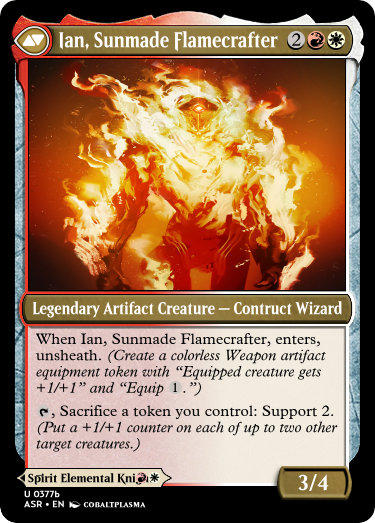 Ian, Sunmade Flamecrafter 2
Legendary Artifact Creature — Contruct Wizard
When Ian, Sunmade Flamecrafter, enters,
unsheath. (Create a colorless Weapon artifact
equipment token with “Equipped creature gets
+1/+1” and “Equip 1.”)
, Sacrifice a token you control: Support 2.
(Put a +1/+1 counter on each of up to two other
target creatures.)
Spirit Elemental Kni
3/4
U 0377b
ASR • EN COBALTPLASMA